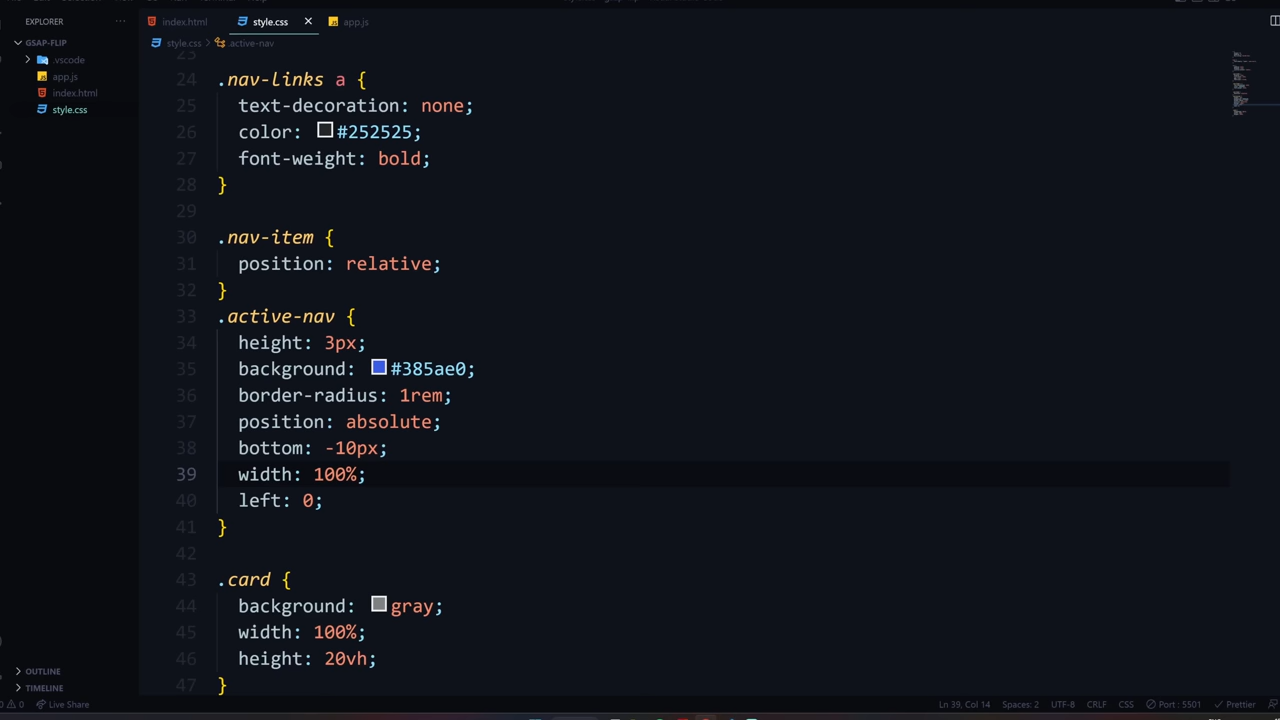 EXPLORER
index.html
style.css
app.js
GSAP-FLIP
style.css
.active-nav
.vscode
app.js
index.html
style.css
23
24 .nav-links a {
25 text-decoration: none;
26 color: #252525;
27 font-weight: bold;
28 }
29
30 .nav-item {
31 position: relative;
32 }
33 .active-nav {
34 height: 3px;
35 background: #385ae0;
36 border-radius: 1rem;
37 position: absolute;
38 bottom: -10px;
39 width: 100%;
40 left: 0;
41 }
42
43 .card {
44 background: gray;
45 width: 100%;
46 height: 20vh;
47 }
OUTLINE
TIMELINE
0 0 Live Share
Ln 39, Col 14 Spaces: 2 UTF-8 CRLF CSS Port : 5501 Prettier